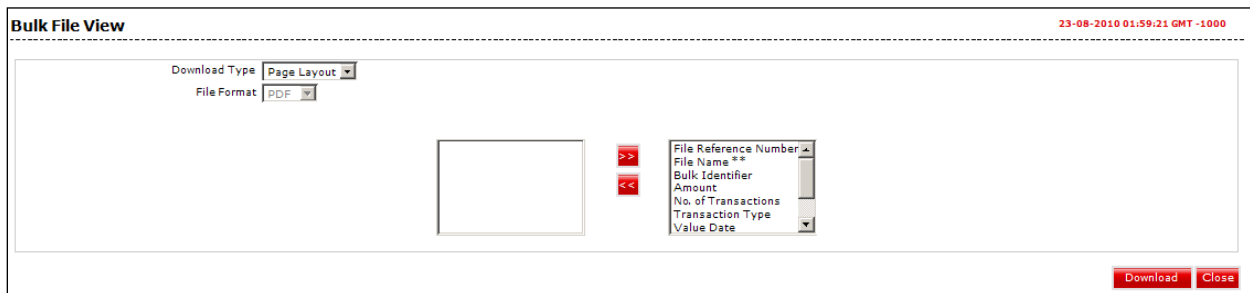 Bulk File View
23-08-2010 01:59:21 GMT -1000
Download Type Page Layout
File Format PDF
>>
<<
File Reference Number
File Name **
Bulk Identifier
Amount
No. of Transactions
Transaction Type
Value Date
Download Close